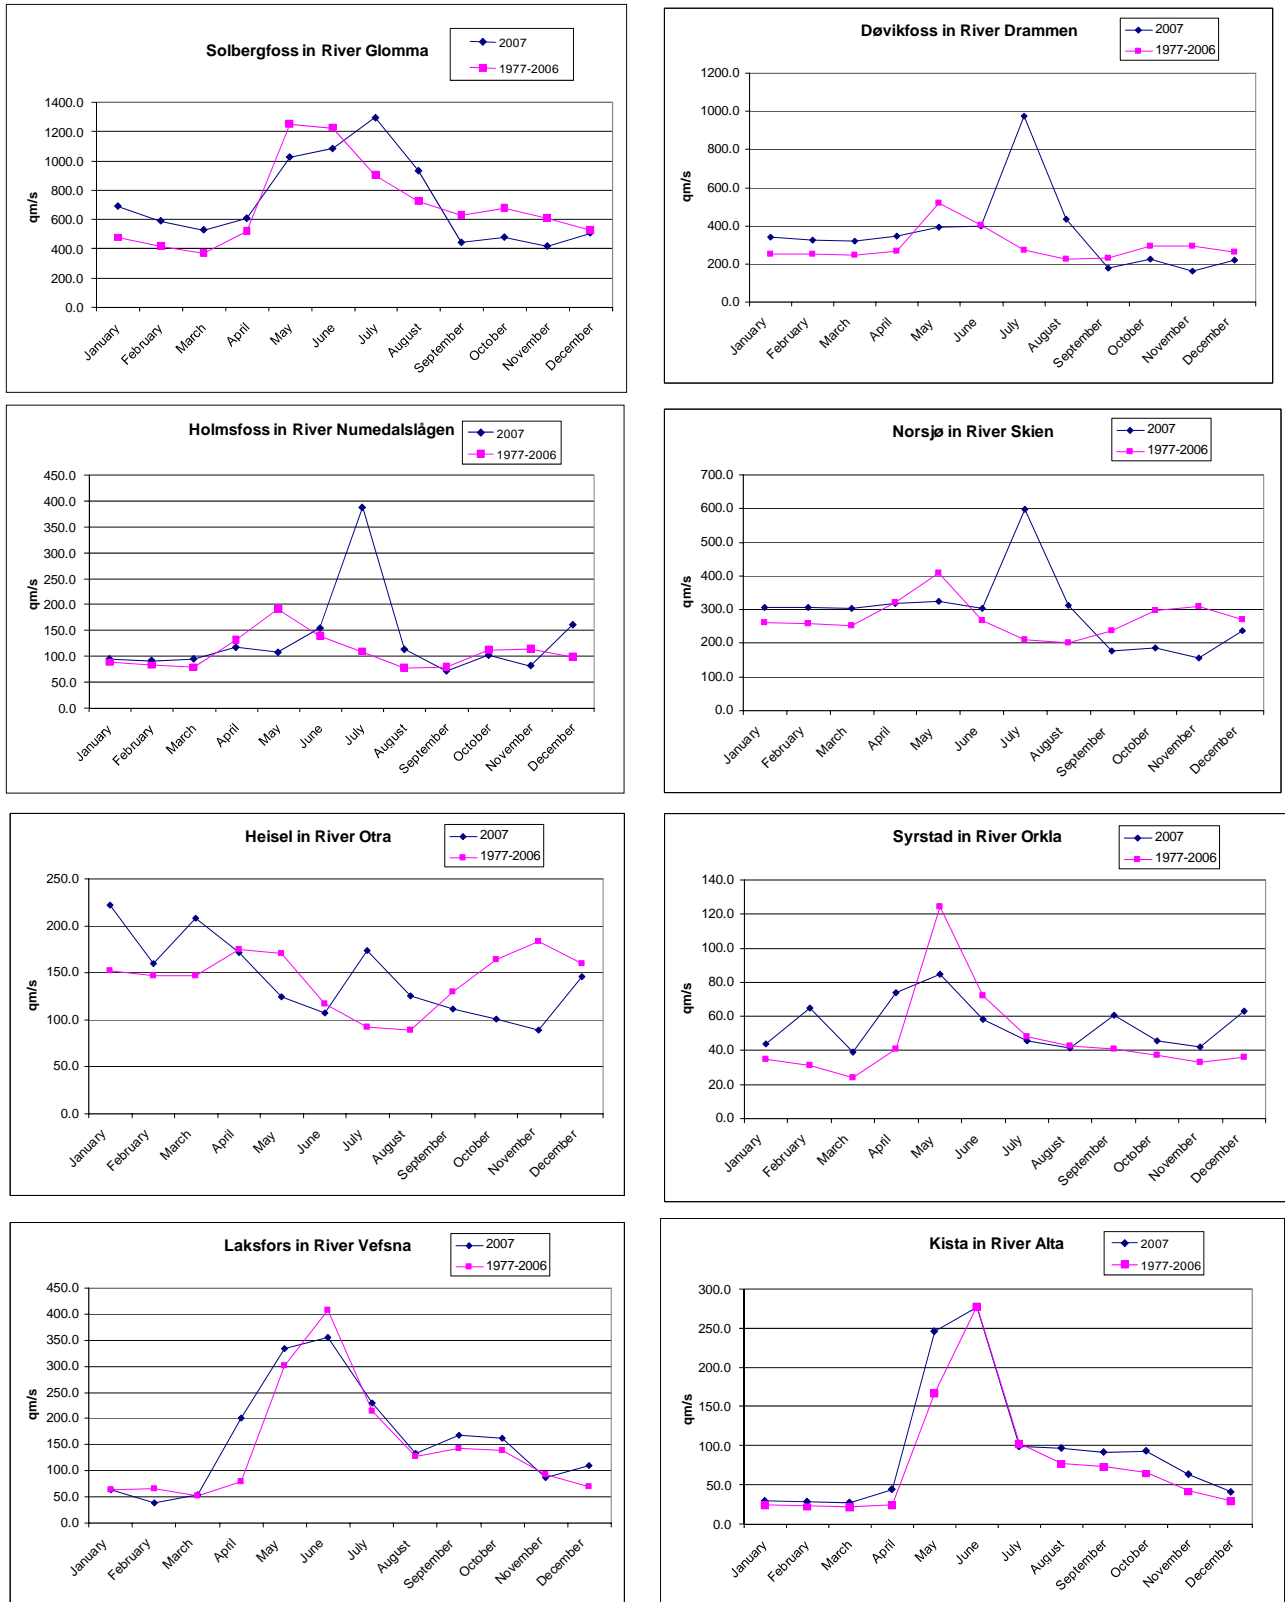 Solbergfoss in River Glomma
2007
1977-2006
qm/s
1400.0
1200.0
1000.0
800.0
600.0
400.0
200.0
0.0
January
February
March
April
May
June
July
August
September
October
November
December
Døvikfoss in River Drammen
2007
1977-2006
qm/s
1200.0
1000.0
800.0
600.0
400.0
200.0
0.0
January
February
March
April
May
June
July
August
September
October
November
December
Holmsfoss in River Numedalslågen
2007
1977-2006
qm/s
450.0
400.0
350.0
300.0
250.0
200.0
150.0
100.0
50.0
0.0
January
February
March
April
May
June
July
August
September
October
November
December
Norsjø in River Skien
2007
1977-2006
qm/s
700.0
600.0
500.0
400.0
300.0
200.0
100.0
0.0
January
February
March
April
May
June
July
August
September
October
November
December
Heisel in River Otra
2007
1977-2006
qm/s
250.0
200.0
150.0
100.0
50.0
0.0
January
February
March
April
May
June
July
August
September
October
November
December
Syrstad in River Orkla
2007
1977-2006
qm/s
140.0
120.0
100.0
80.0
60.0
40.0
20.0
0.0
January
February
March
April
May
June
July
August
September
October
November
December
Laksfors in River Vefsna
2007
1977-2006
qm/s
450.0
400.0
350.0
300.0
250.0
200.0
150.0
100.0
50.0
0.0
January
February
March
April
May
June
July
August
September
October
November
December
Kista in River Alta
2007
1977-2006
qm/s
300.0
250.0
200.0
150.0
100.0
50.0
0.0
January
February
March
April
May
June
July
August
September
October
November
December